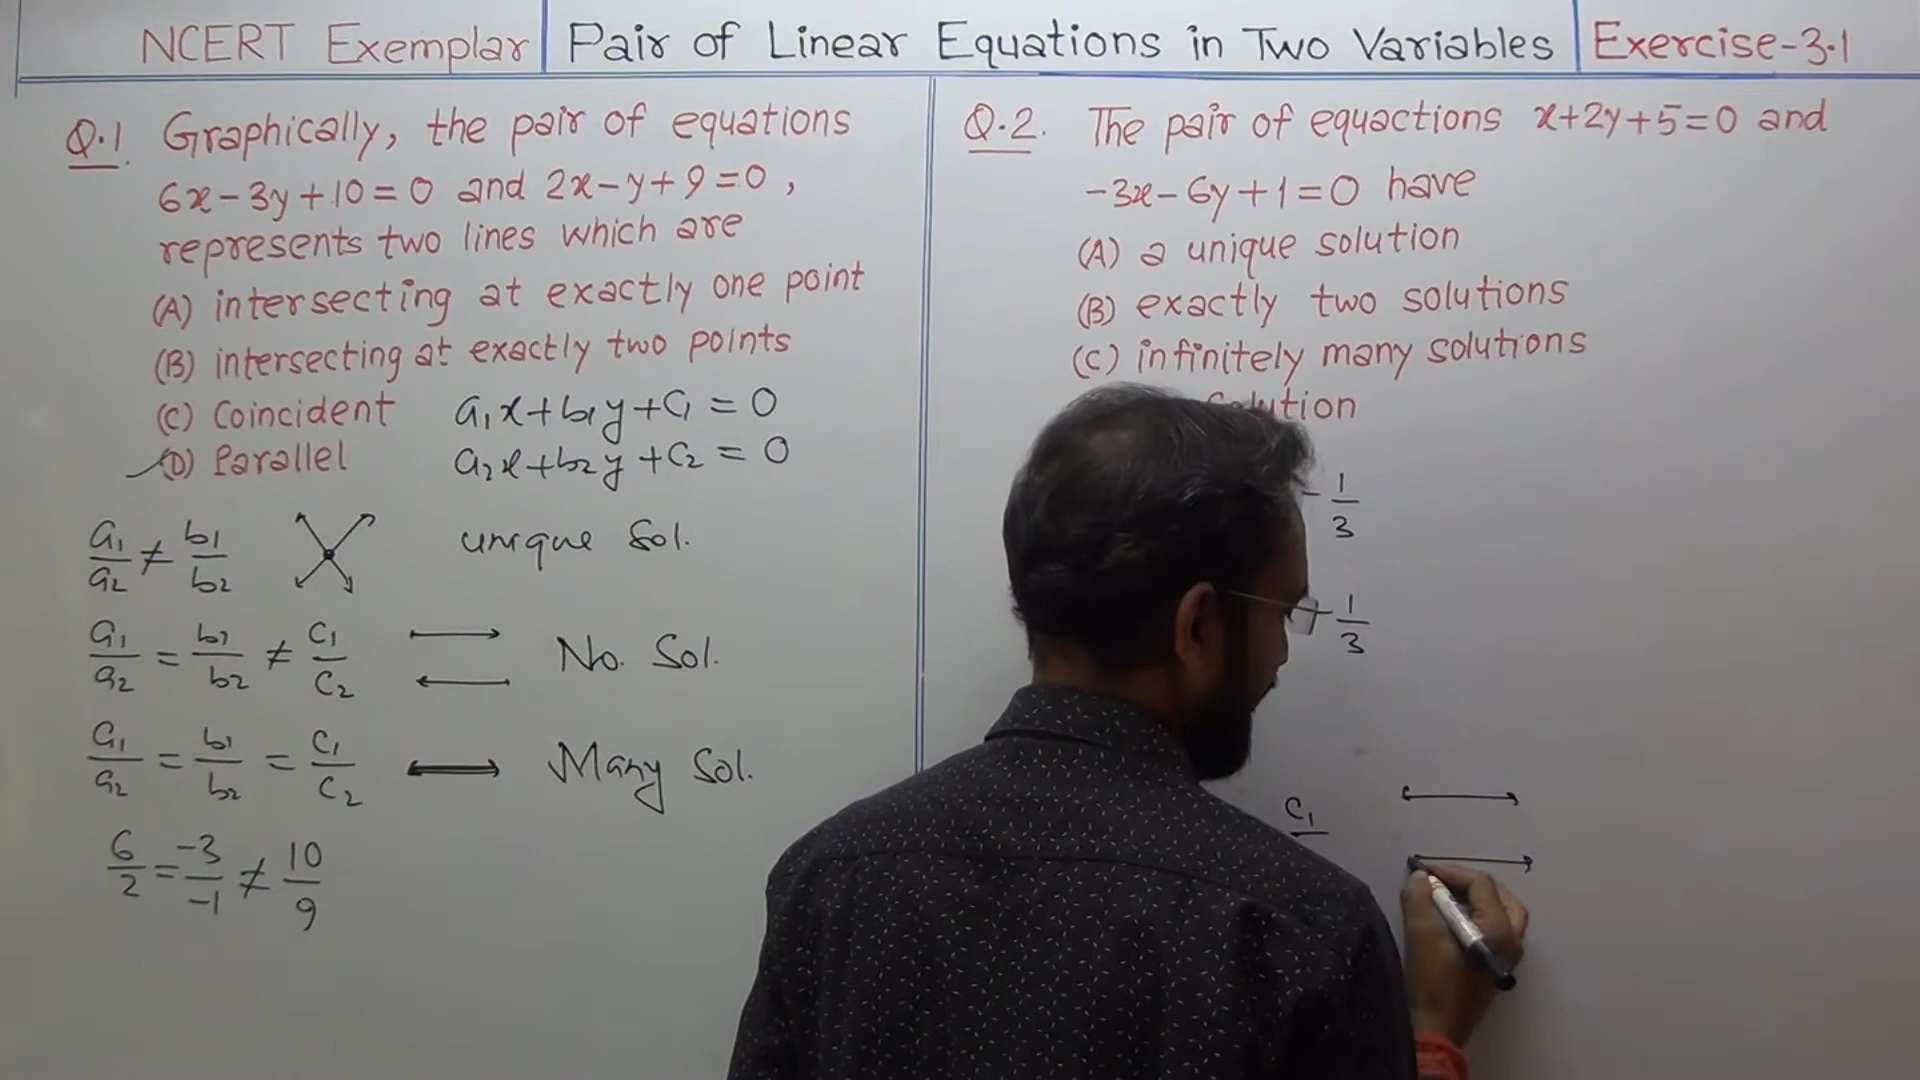 NCERT Exemplar Pair of Linear Equations in Two Variables Exercise-3.1
Q.1. Graphically, the pair of equations
6x-3y+10=0 and 2x-y+9=0,
represents two lines which are
(A) intersecting at exactly one point
(B) intersecting at exactly two points
(C) Coincident a₁x+b₁y+c₁=0
(D) Parallel a₂x+b₂y+c₂=0
a₁/a₂ ≠ b₁/b₂ unique Sol.
a₁/a₂ = b₁/b₂ ≠ c₁/c₂ No. Sol.
a₁/a₂ = b₁/b₂ = c₁/c₂ Many Sol.
6/2 = -3/-1 ≠ 10/9
Q.2. The pair of equactions x+2y+5=0 and
-3x-6y+1=0 have
(A) a unique solution
(B) exactly two solutions
(C) infinitely many solutions
Solution
-1/3
1/3
c₁